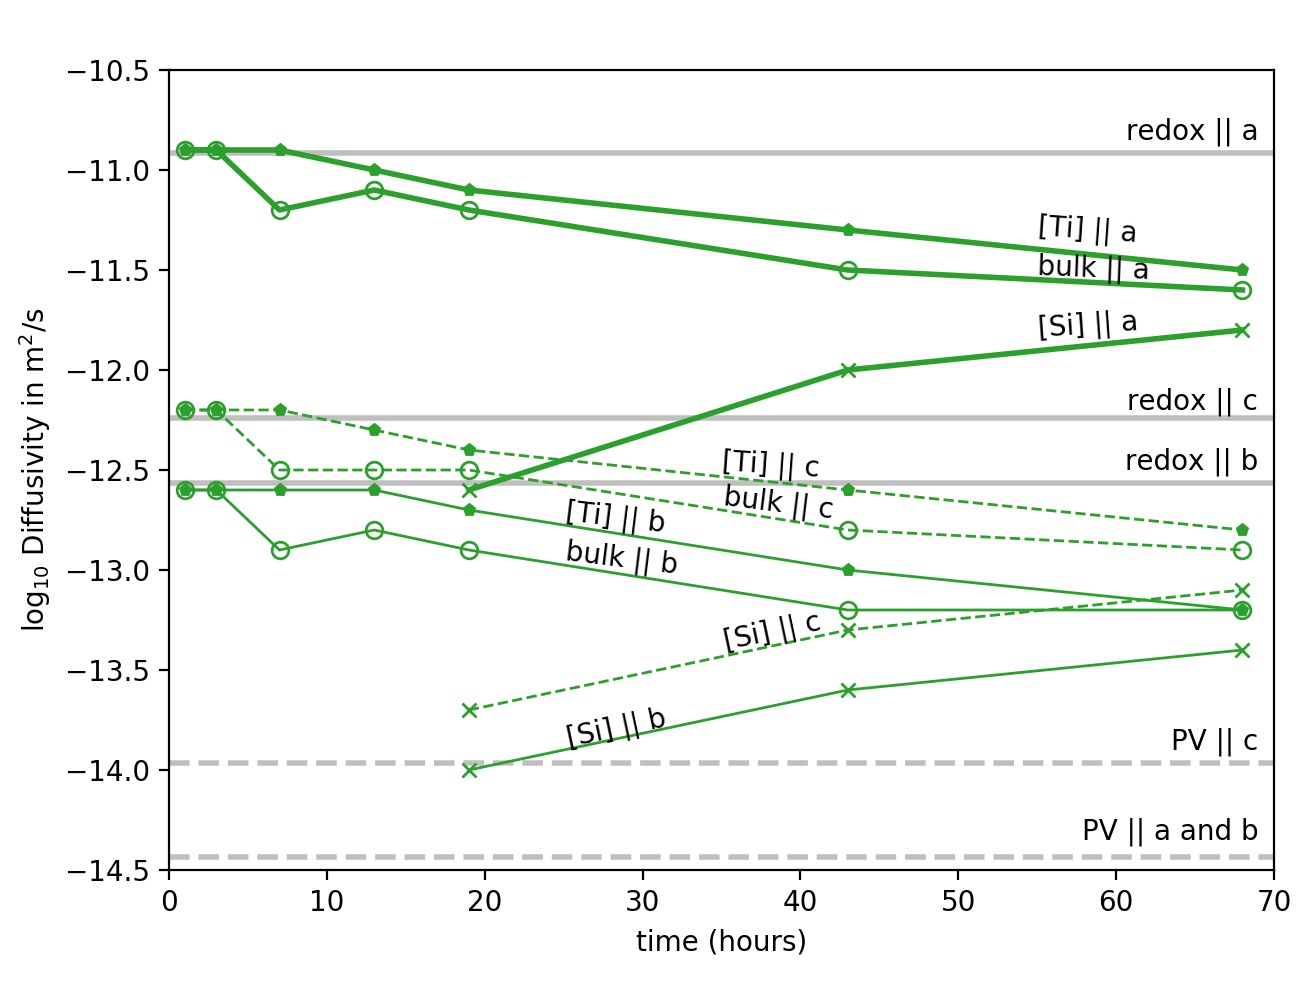 −10.5
−11.0
−11.5
−12.0
−12.5
−13.0
−13.5
−14.0
−14.5
log₁₀ Diffusivity in m²/s
redox || a
[Ti] || a
bulk || a
[Si] || a
redox || c
redox || b
[Ti] || c
bulk || c
[Ti] || b
bulk || b
[Si] || c
[Si] || b
PV || c
PV || a and b
0 10 20 30 40 50 60 70
time (hours)